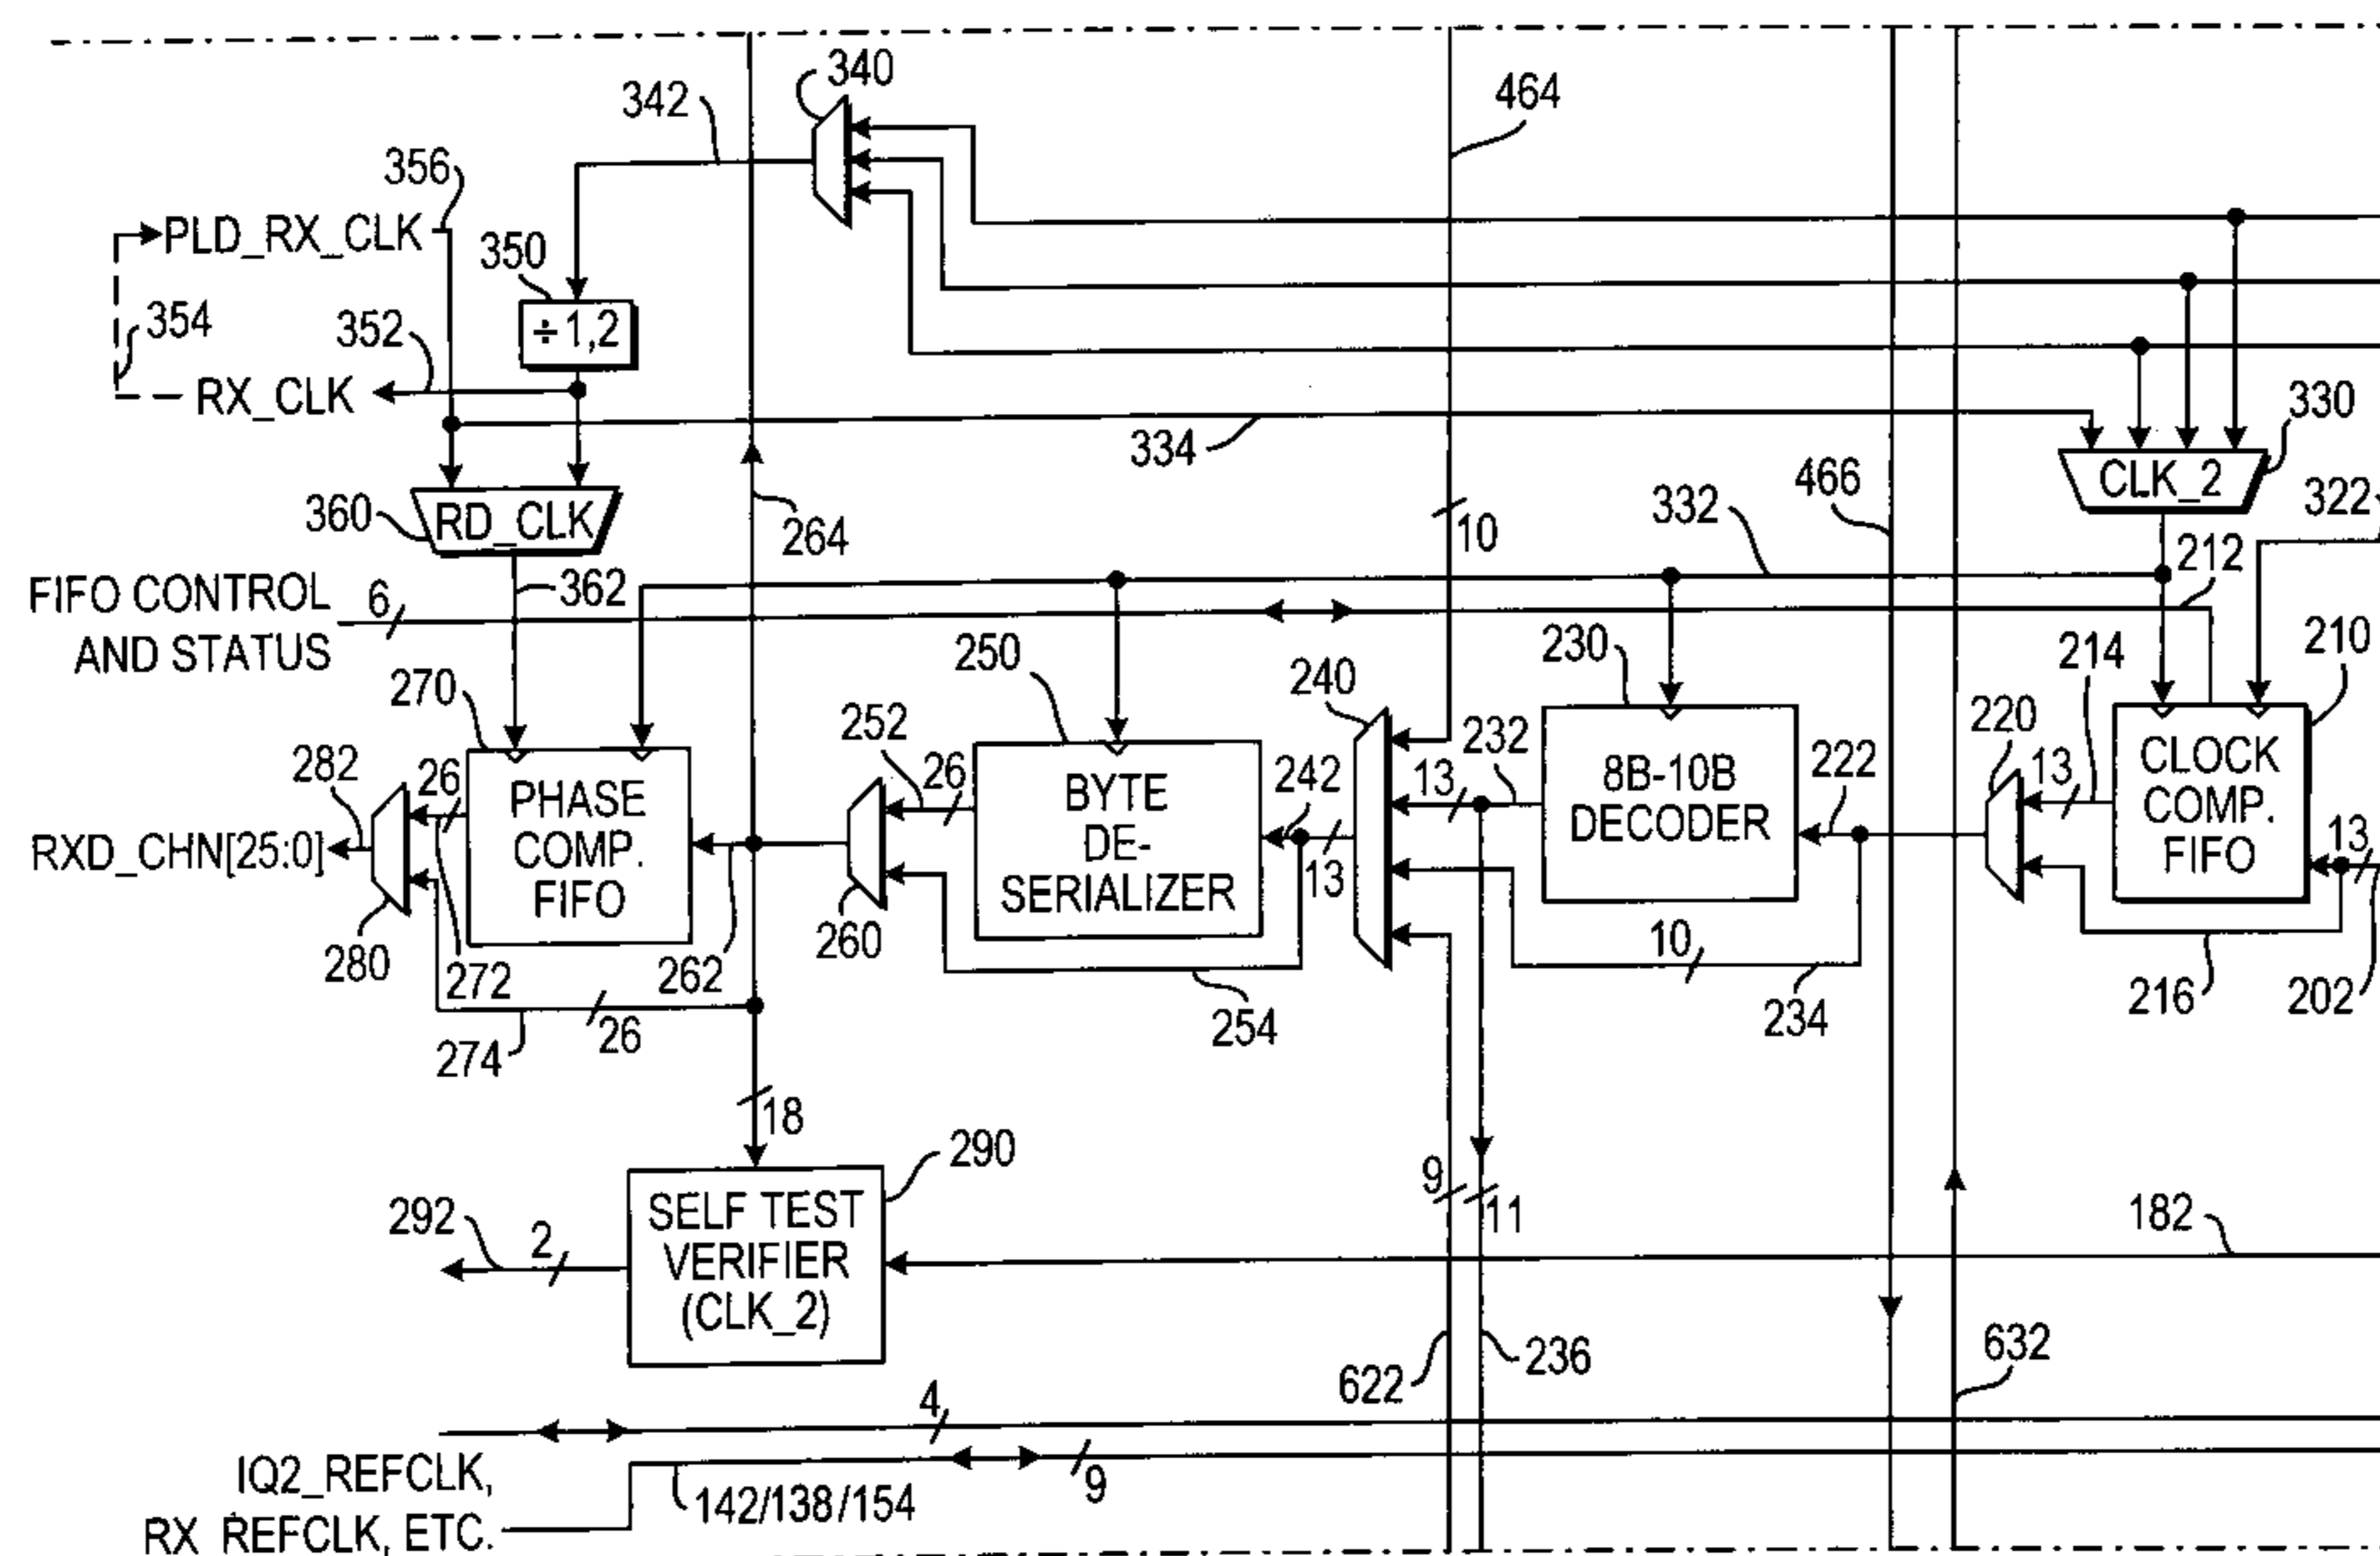 340
342
464
356
PLD_RX_CLK
350
354
352
÷ 1,2
RX_CLK
334
330
466
CLK_2
322
360
RD_CLK
264
10
332
212
FIFO CONTROL
AND STATUS
6
362
270
250
230
214
210
240
220
282
26
252
26
242
13
232
222
13
13
PHASE
COMP.
FIFO
BYTE
DE-
SERIALIZER
8B-10B
DECODER
CLOCK
COMP.
FIFO
RXD_CHN[25:0]
13
280
272
262
260
10
274
26
254
234
216
202
18
290
9
11
292
2
SELF TEST
VERIFIER
(CLK_2)
182
622
236
632
4
IQ2_REFCLK,
RX_REFCLK, ETC.
142/138/154
9